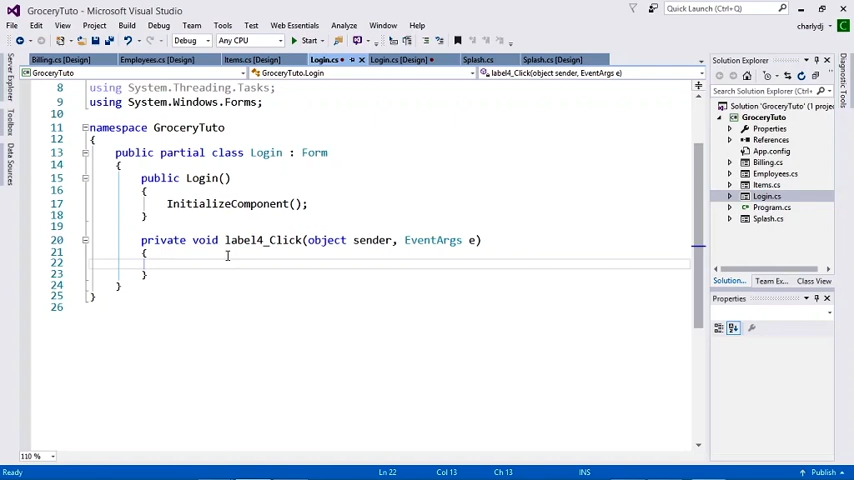 GroceryTuto - Microsoft Visual Studio
Quick Launch (Ctrl+Q)
File Edit View Project Build Debug Team Tools Test Web Essentials Analyze Window Help
charlydj
Debug Any CPU Start
Billing.cs [Design] Employees.cs [Design] Items.cs [Design] Login.cs Login.cs [Design] Splash.cs Splash.cs [Design]
GroceryTuto GroceryTuto.Login label4_Click(object sender, EventArgs e)
Server Explorer
Toolbox
Data Sources
8 using System.Threading.Tasks;
9 using System.Windows.Forms;
10
11 namespace GroceryTuto
12 {
13 public partial class Login : Form
14 {
15 public Login()
16 {
17 InitializeComponent();
18 }
19
20 private void label4_Click(object sender, EventArgs e)
21 {
22
23 }
24 }
25 }
26
110 %
Solution Explorer
Search Solution Explorer (Ctrl+
Solution 'GroceryTuto' (1 project
GroceryTuto
Properties
References
App.config
Billing.cs
Employees.cs
Items.cs
Login.cs
Program.cs
Splash.cs
Solution... Team Ex... Class View
Properties
Diagnostic Tools
Ready Ln 22 Col 13 Ch 13 INS Publish